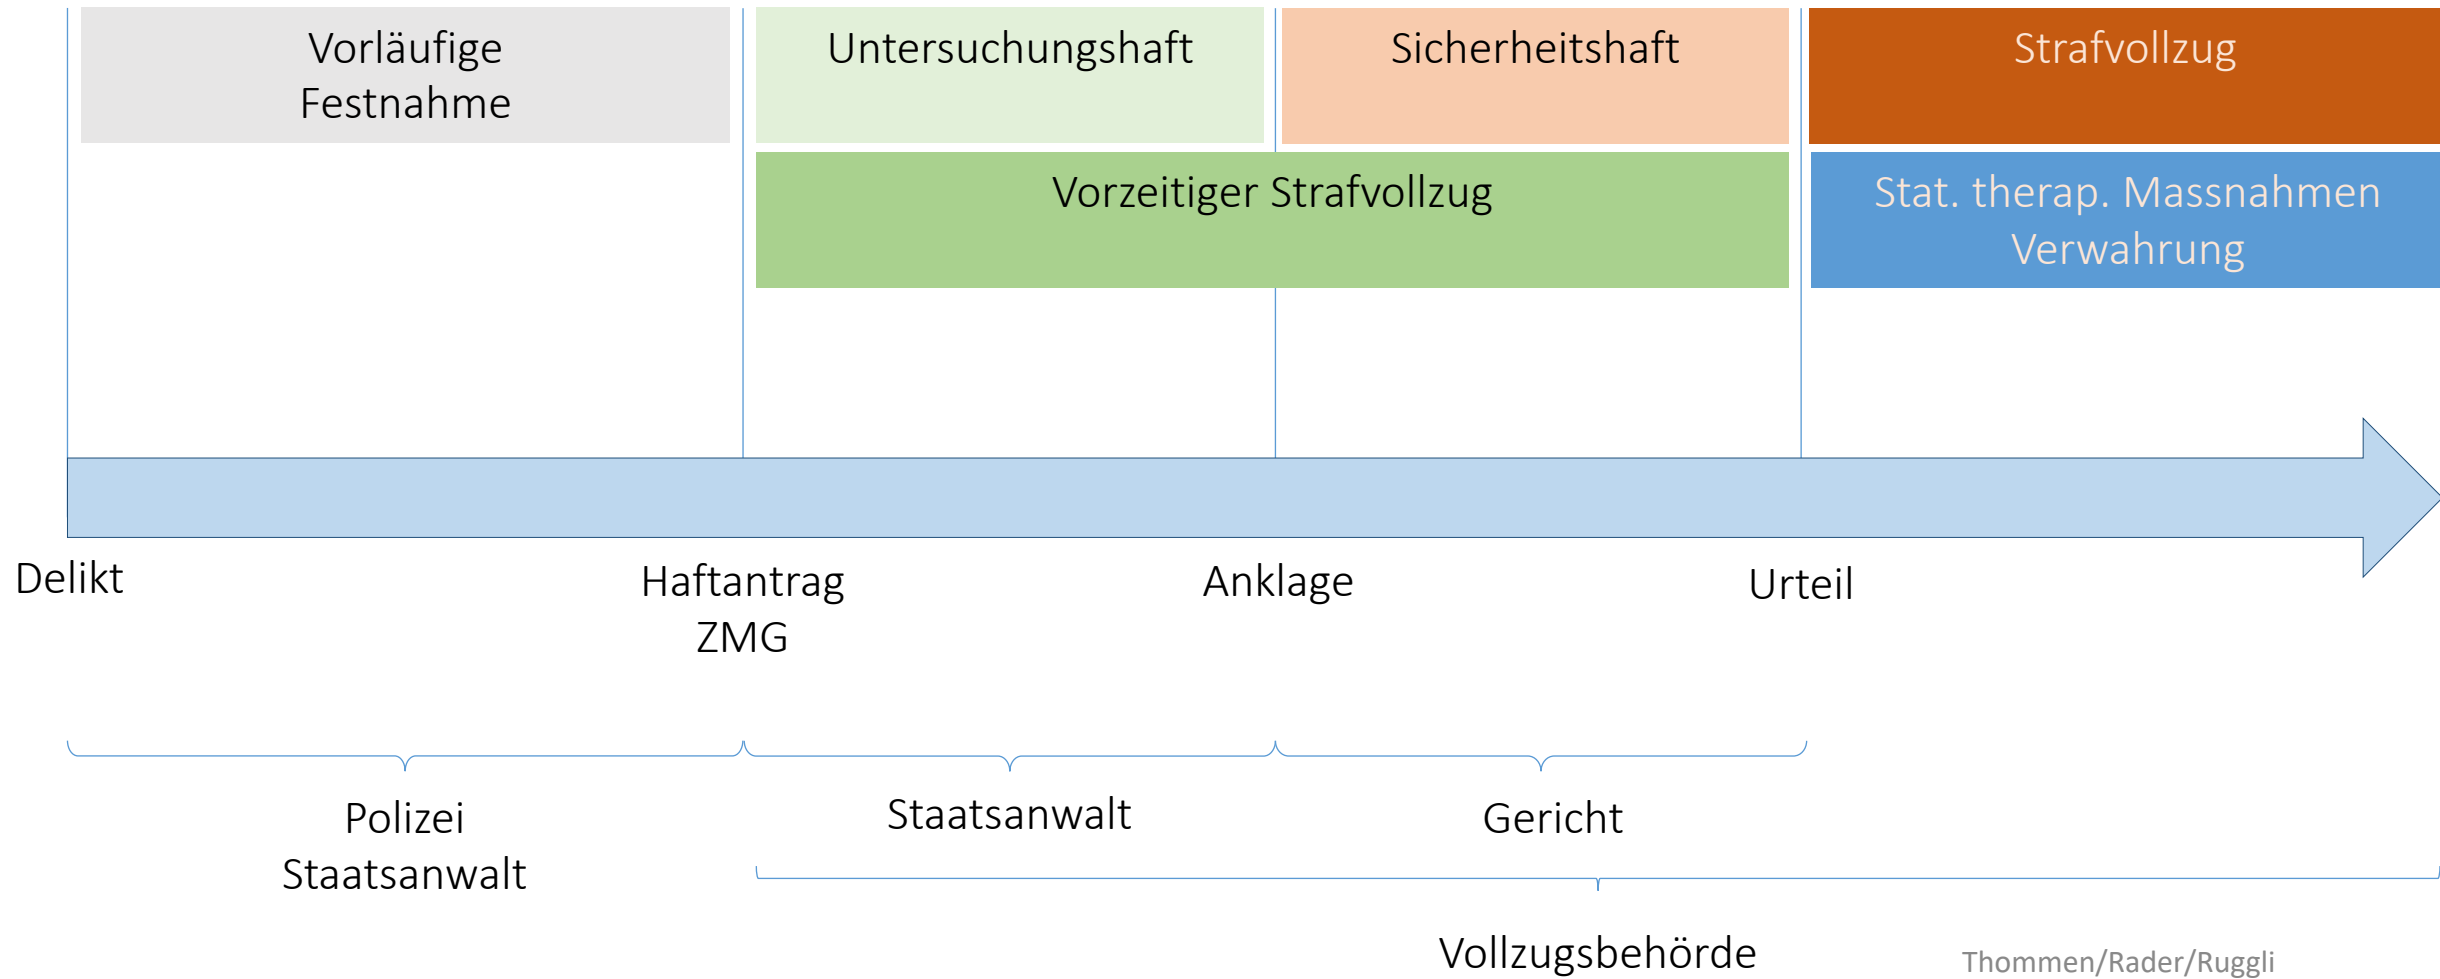 Vorläufige
Festnahme
Untersuchungshaft
Sicherheitshaft
Strafvollzug
Vorzeitiger Strafvollzug
Stat. therap. Massnahmen
Verwahrung
Delikt
Haftantrag
ZMG
Anklage
Urteil
Polizei
Staatsanwalt
Staatsanwalt
Gericht
Vollzugsbehörde
Thommen/Rader/Ruggli